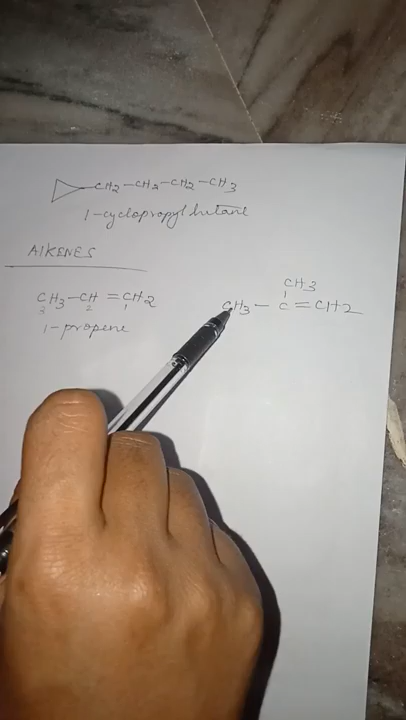 CH2-CH2-CH2-CH3
1-cyclopropyl butane
AlKENES
CH3-CH=CH2
3 2 1
1-propene
CH3
CH3-C=CH2